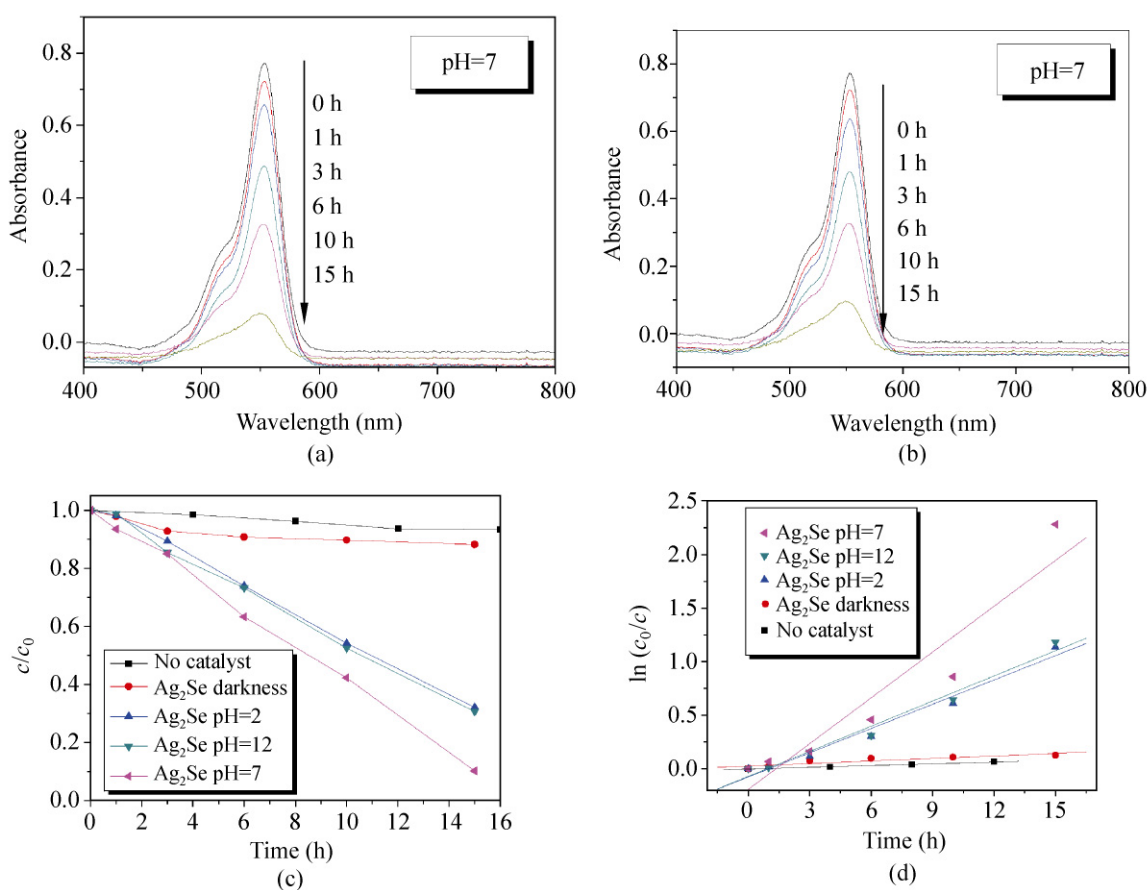 pH=7
0.8
0.6
0.4
0.2
0.0
Absorbance
0 h
1 h
3 h
6 h
10 h
15 h
400 500 600 700 800
Wavelength (nm)
(a)
pH=7
0.8
0.6
0.4
0.2
0.0
Absorbance
0 h
1 h
3 h
6 h
10 h
15 h
400 500 600 700 800
Wavelength (nm)
(b)
1.0
0.8
0.6
0.4
0.2
0.0
c/c₀
No catalyst
Ag₂Se darkness
Ag₂Se pH=2
Ag₂Se pH=12
Ag₂Se pH=7
0 2 4 6 8 10 12 14 16
Time (h)
(c)
2.5
2.0
1.5
1.0
0.5
0.0
ln (c₀/c)
Ag₂Se pH=7
Ag₂Se pH=12
Ag₂Se pH=2
Ag₂Se darkness
No catalyst
0 3 6 9 12 15
Time (h)
(d)